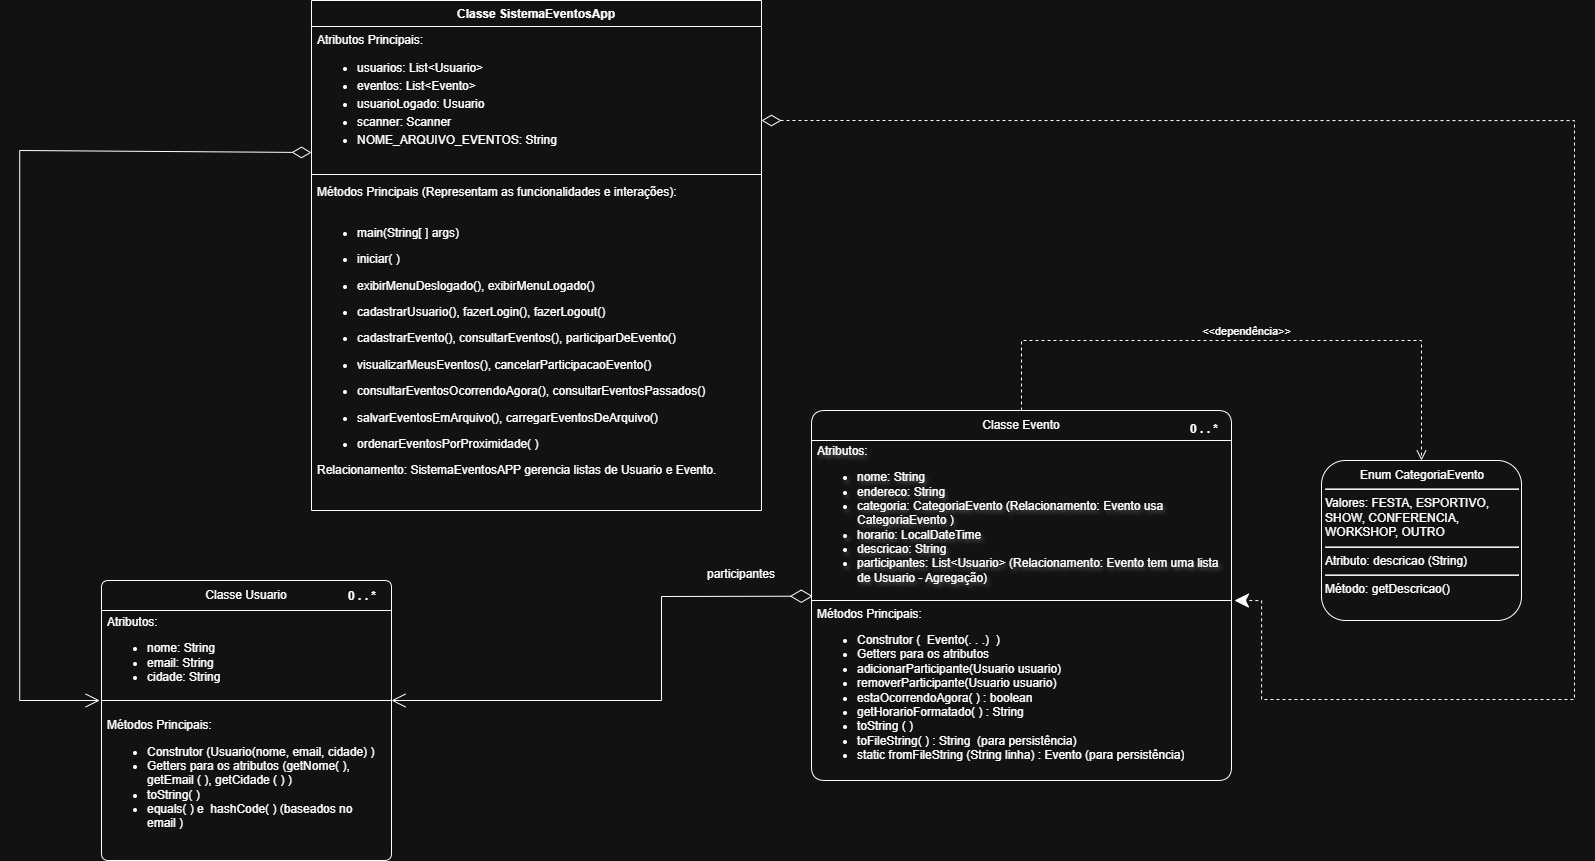 Classe SistemaEventosApp
Atributos Principais:
usuarios: List<Usuario>
eventos: List<Evento>
usuarioLogado: Usuario
scanner: Scanner
NOME_ARQUIVO_EVENTOS: String
Métodos Principais (Representam as funcionalidades e interações):
main(String[ ] args)
iniciar( )
exibirMenuDeslogado(), exibirMenuLogado()
cadastrarUsuario(), fazerLogin(), fazerLogout()
cadastrarEvento(), consultarEventos(), participarDeEvento()
visualizarMeusEventos(), cancelarParticipacaoEvento()
consultarEventosOcorrendoAgora(), consultarEventosPassados()
salvarEventosEmArquivo(), carregarEventosDeArquivo()
ordenarEventosPorProximidade( )
Relacionamento: SistemaEventosAPP gerencia listas de Usuario e Evento.
<<dependência>>
Classe Evento 0 . . *
Atributos:
nome: String
endereco: String
categoria: CategoriaEvento (Relacionamento: Evento usa
CategoriaEvento )
horario: LocalDateTime
descricao: String
participantes: List<Usuario> (Relacionamento: Evento tem uma lista
de Usuario - Agregação)
Métodos Principais:
Construtor ( Evento(. . .) )
Getters para os atributos
adicionarParticipante(Usuario usuario)
removerParticipante(Usuario usuario)
estaOcorrendoAgora( ) : boolean
getHorarioFormatado( ) : String
toString ( )
toFileString( ) : String (para persistência)
static fromFileString (String linha) : Evento (para persistência)
Enum CategoriaEvento
Valores: FESTA, ESPORTIVO,
SHOW, CONFERENCIA,
WORKSHOP, OUTRO
Atributo: descricao (String)
Método: getDescricao()
participantes
Classe Usuario 0 . . *
Atributos:
nome: String
email: String
cidade: String
Métodos Principais:
Construtor (Usuario(nome, email, cidade) )
Getters para os atributos (getNome( ),
getEmail ( ), getCidade ( ) )
toString( )
equals( ) e hashCode( ) (baseados no
email )